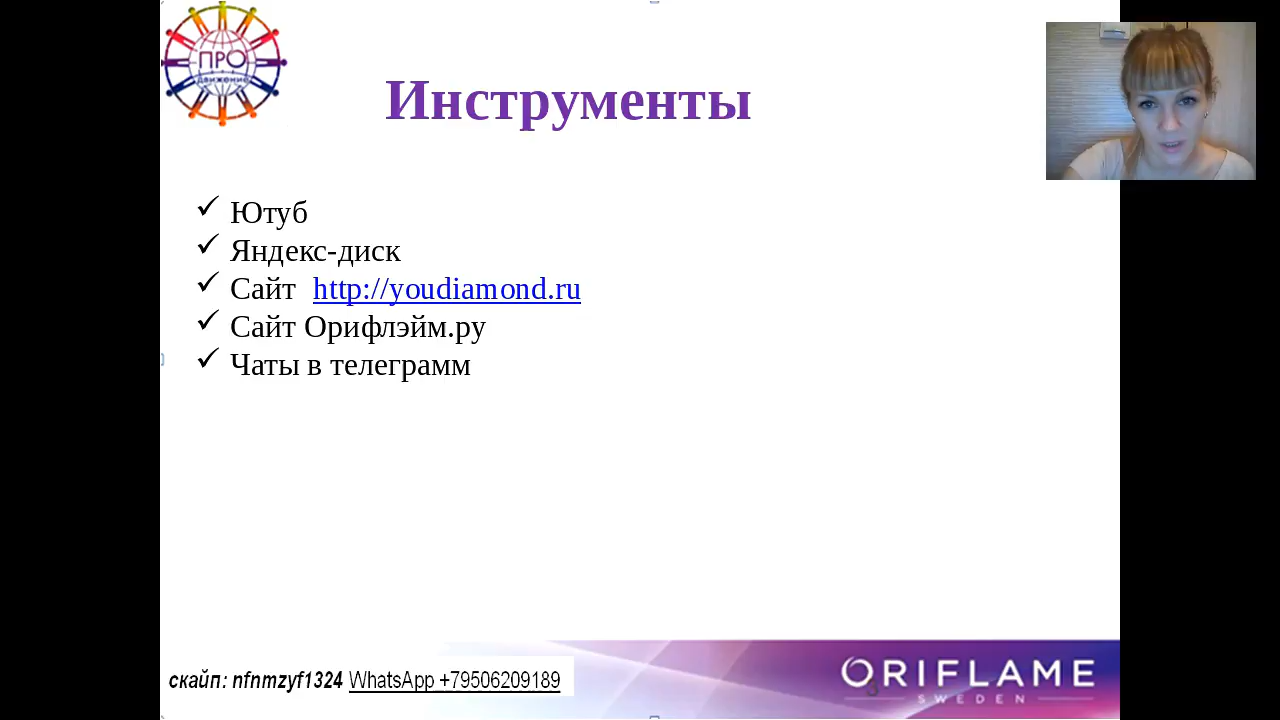 ПРО
движение
Инструменты
Ютуб
Яндекс-диск
Сайт http://youdiamond.ru
Сайт Орифлэйм.ру
Чаты в телеграмм
скайп: nfnmzyf1324 WhatsApp +79506209189
ORIFLAME
SWEDEN
3